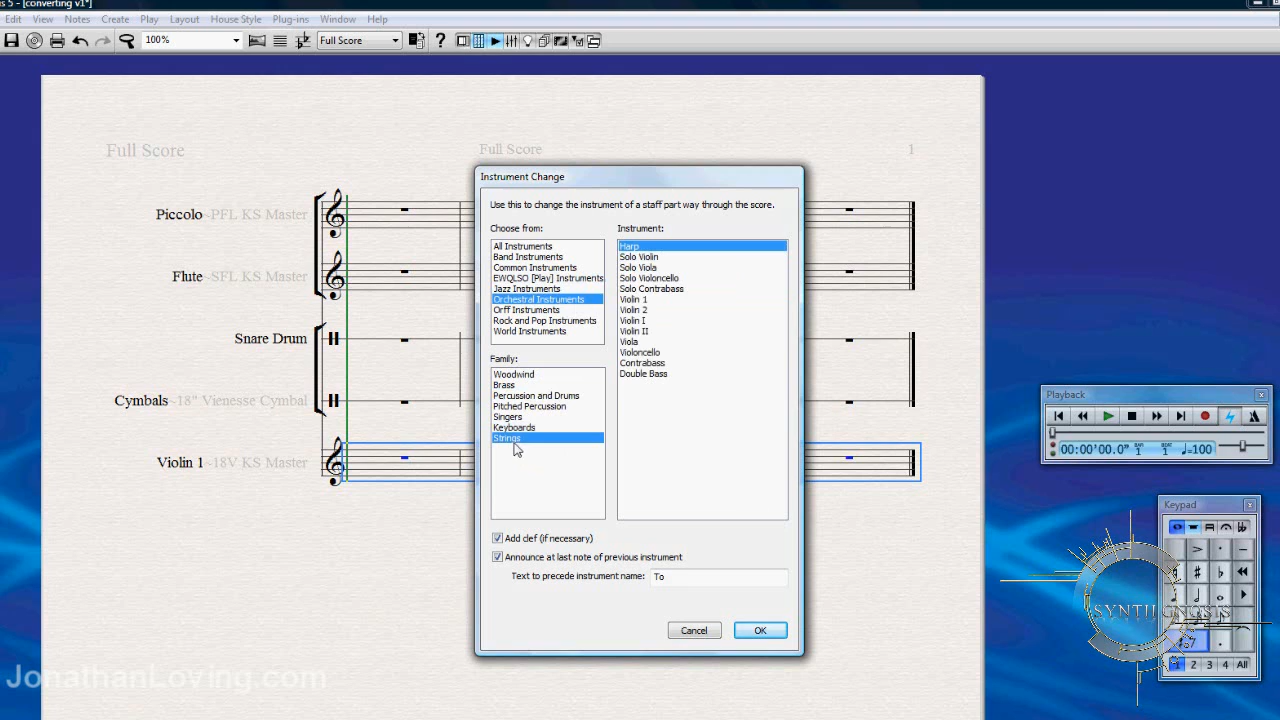 us 5 - [converting v1*]
Edit View Notes Create Play Layout House Style Plug-ins Window Help
100% Full Score ?
Full Score Full Score 1
Piccolo ~PFL KS Master
Flute ~SFL KS Master
Snare Drum
Cymbals ~18" Vienesse Cymbal
Violin 1 ~18V KS Master
Instrument Change
Use this to change the instrument of a staff part way through the score.
Choose from:
All Instruments
Band Instruments
Common Instruments
EWQLSO [Play] Instruments
Jazz Instruments
Orchestral Instruments
Orff Instruments
Rock and Pop Instruments
World Instruments
Family:
Woodwind
Brass
Percussion and Drums
Pitched Percussion
Singers
Keyboards
Strings
Instrument:
Harp
Solo Violin
Solo Viola
Solo Violoncello
Solo Contrabass
Violin 1
Violin 2
Violin I
Violin II
Viola
Violoncello
Contrabass
Double Bass
Add clef (if necessary)
Announce at last note of previous instrument
Text to precede instrument name: To
Cancel OK
Playback
00:00'00.0" BAR 1 BEAT 1 =100
Keypad
SYNTHGNOSIS
1 2 3 4 All
JonathanLoving.com